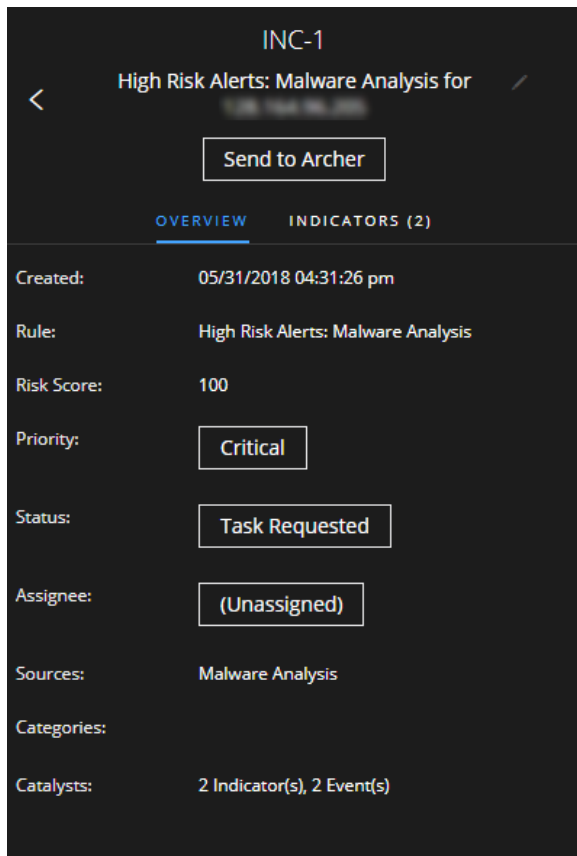 INC-1
High Risk Alerts: Malware Analysis for
Send to Archer
OVERVIEW INDICATORS (2)
Created: 05/31/2018 04:31:26 pm
Rule: High Risk Alerts: Malware Analysis
Risk Score: 100
Priority: Critical
Status: Task Requested
Assignee: (Unassigned)
Sources: Malware Analysis
Categories:
Catalysts: 2 Indicator(s), 2 Event(s)